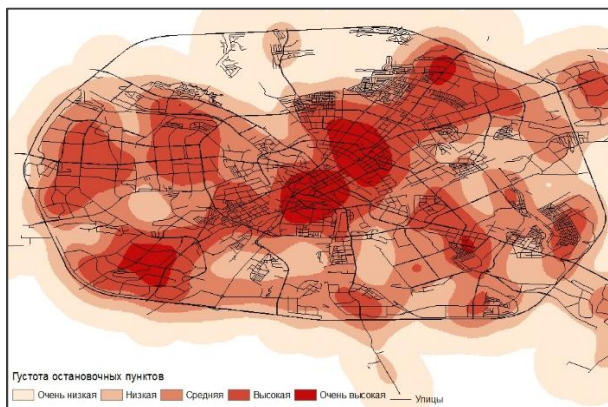 Густота остановочных пунктов
Очень низкая Низкая Средняя Высокая Очень высокая Улицы